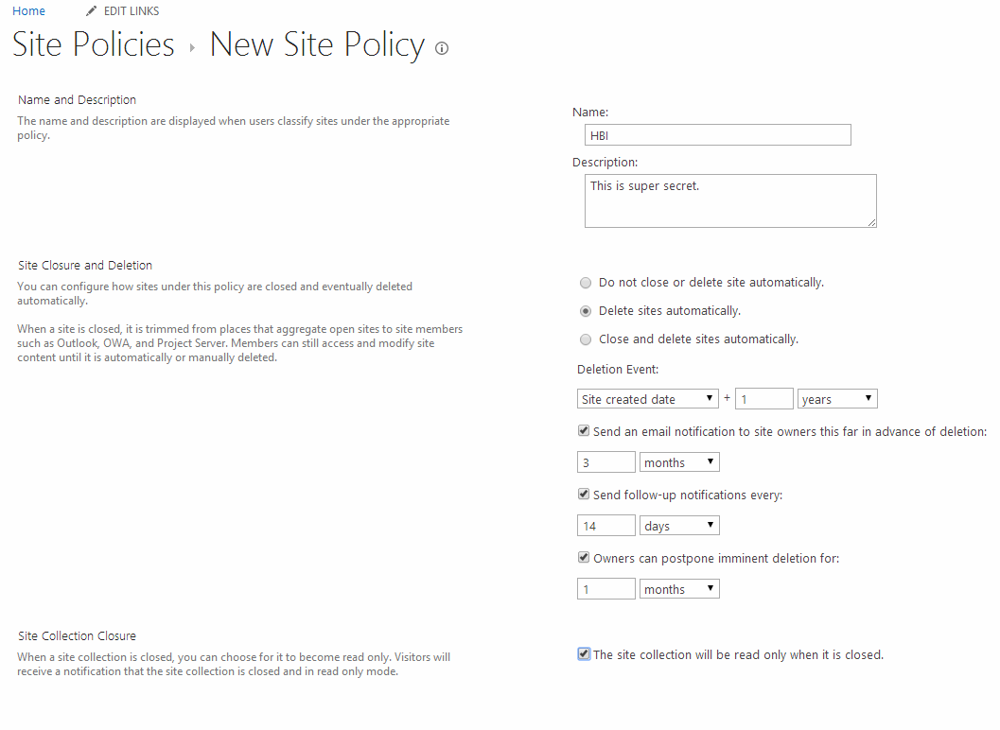 Home EDIT LINKS
Site Policies New Site Policy
Name and Description
The name and description are displayed when users classify sites under the appropriate
policy.
Name:
HBI
Description:
This is super secret.
Site Closure and Deletion
You can configure how sites under this policy are closed and eventually deleted
automatically.
When a site is closed, it is trimmed from places that aggregate open sites to site members
such as Outlook, OWA, and Project Server. Members can still access and modify site
content until it is automatically or manually deleted.
Do not close or delete site automatically.
Delete sites automatically.
Close and delete sites automatically.
Deletion Event:
Site created date + 1 years
Send an email notification to site owners this far in advance of deletion:
3 months
Send follow-up notifications every:
14 days
Owners can postpone imminent deletion for:
1 months
Site Collection Closure
When a site collection is closed, you can choose for it to become read only. Visitors will
receive a notification that the site collection is closed and in read only mode.
The site collection will be read only when it is closed.